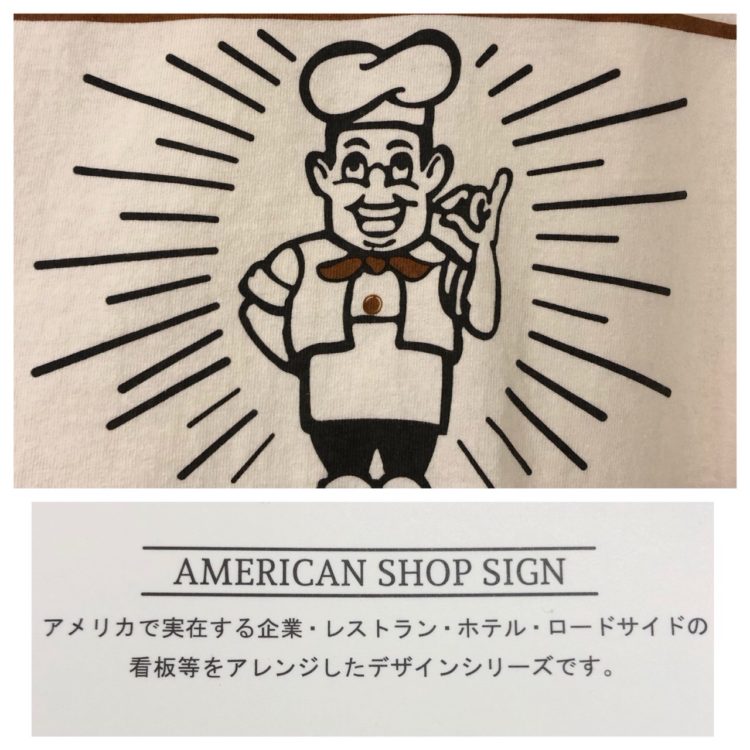 AMERICAN SHOP SIGN
アメリカで実在する企業・レストラン・ホテル・ロードサイドの
看板等をアレンジしたデザインシリーズです。